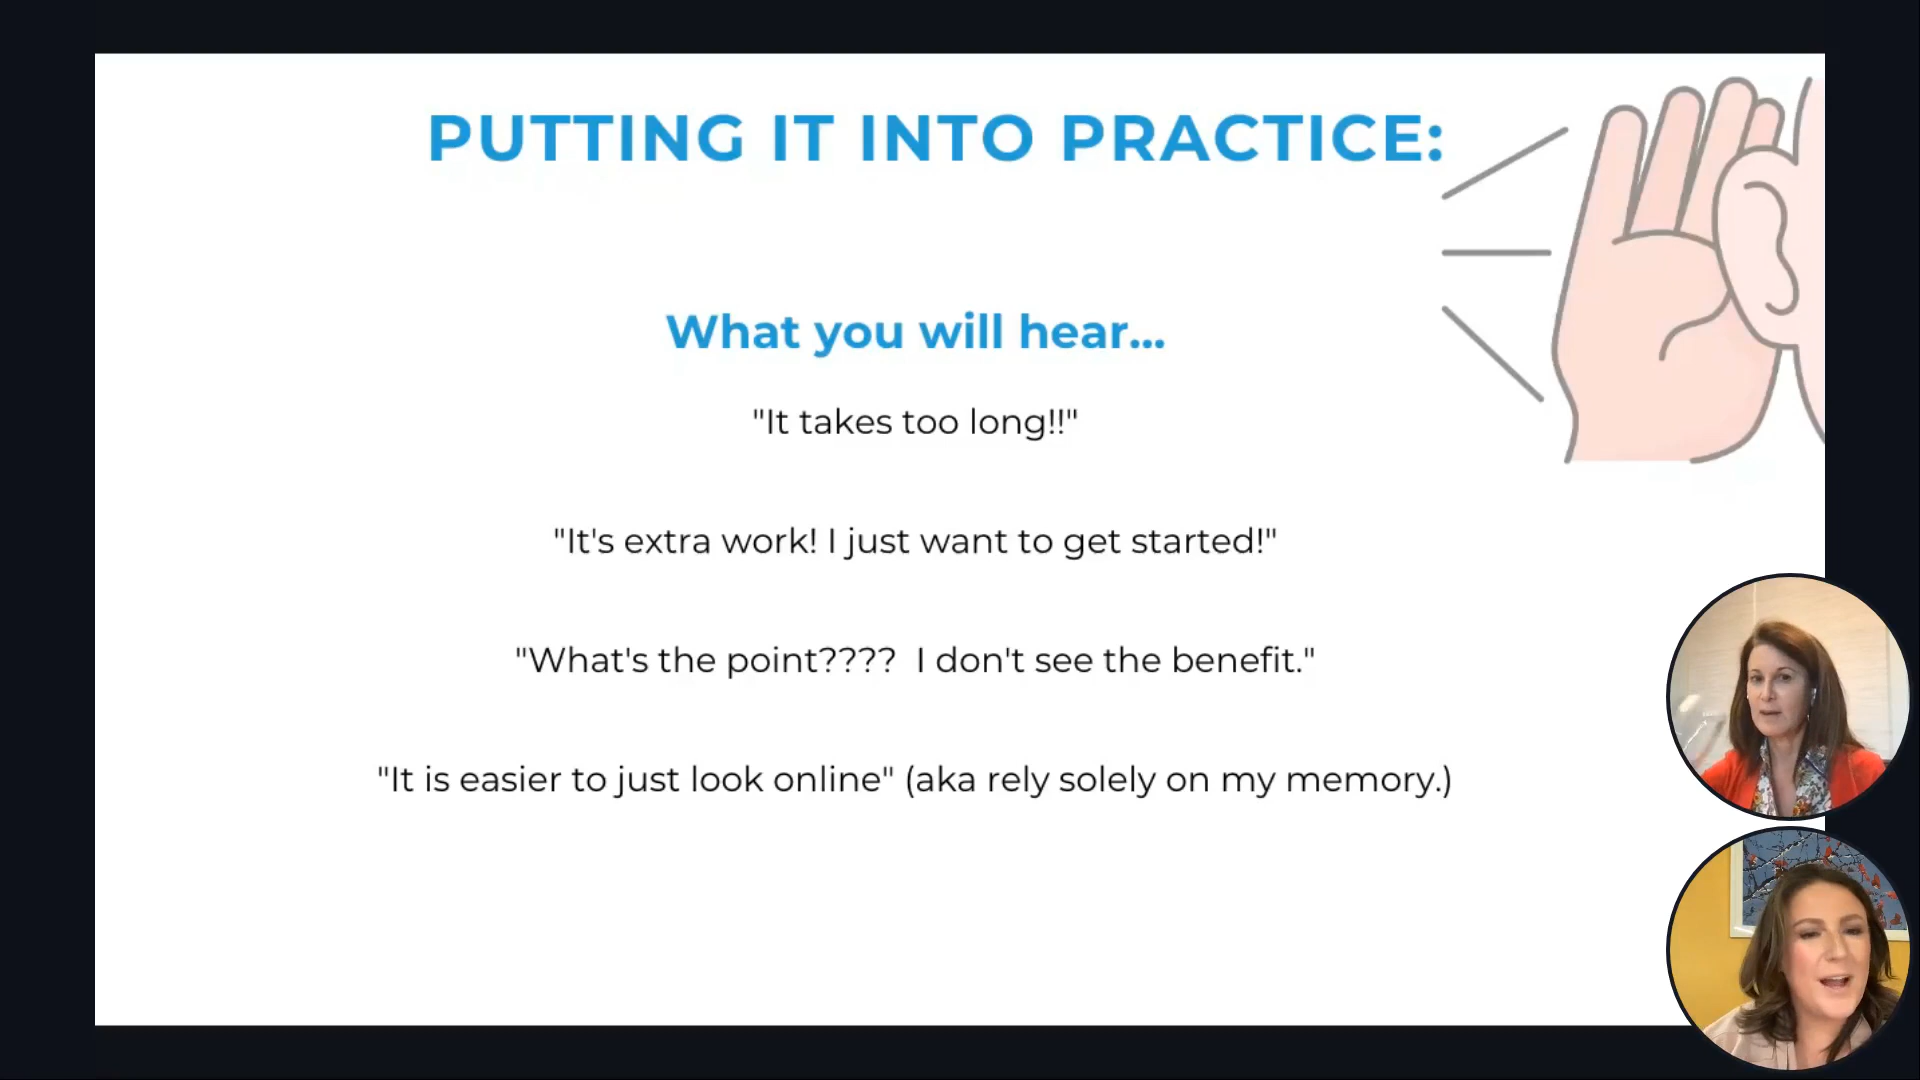 PUTTING IT INTO PRACTICE:
What you will hear...
"It takes too long!!"
"It's extra work! I just want to get started!"
"What's the point????  I don't see the benefit."
"It is easier to just look online" (aka rely solely on my memory.)